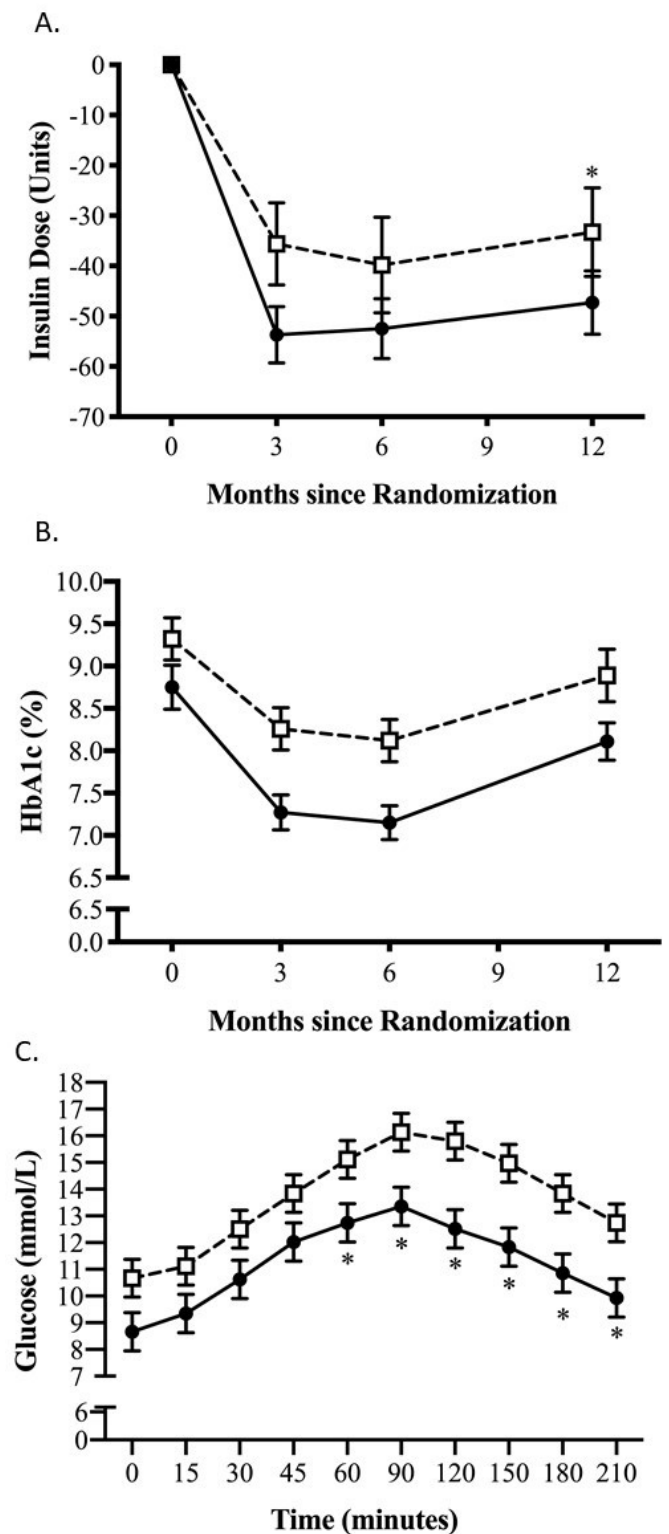 A.
0
-10
-20
-30
-40
-50
-60
-70
Insulin Dose (Units)
*
0 3 6 9 12
Months since Randomization
B.
10.0
9.5
9.0
8.5
8.0
7.5
7.0
6.5
6.5
0.0
HbA1c (%)
0 3 6 9 12
Months since Randomization
C.
18
17
16
15
14
13
12
11
10
9
8
7
6
0
Glucose (mmol/L)
* * * * * *
0 15 30 45 60 90 120 150 180 210
Time (minutes)